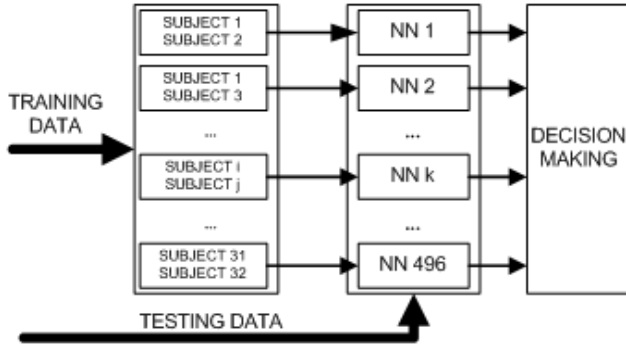 TRAINING
DATA
SUBJECT 1
SUBJECT 2
SUBJECT 1
SUBJECT 3
...
SUBJECT i
SUBJECT j
...
SUBJECT 31
SUBJECT 32
NN 1
NN 2
...
NN k
...
NN 496
DECISION
MAKING
TESTING DATA